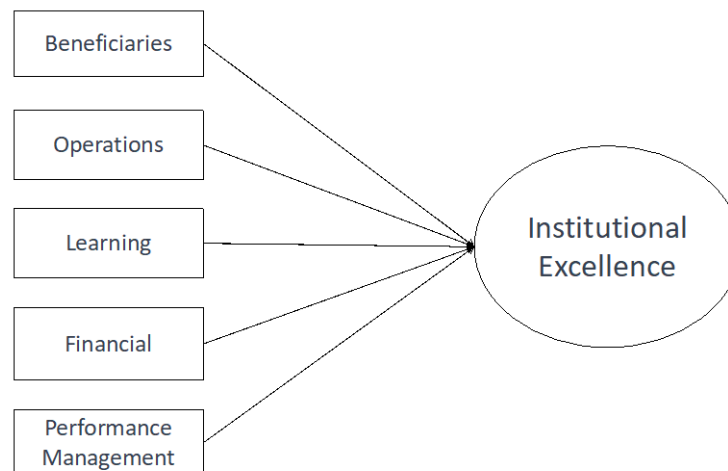 Beneficiaries
Operations
Learning
Financial
Performance
Management
Institutional
Excellence